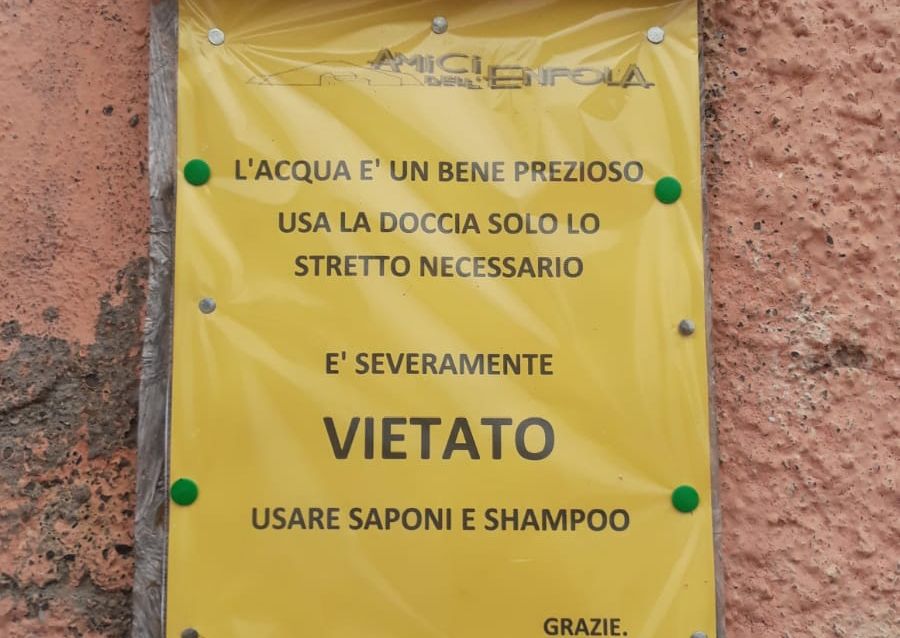 AMICI
DELL'ENFOLA
L'ACQUA E' UN BENE PREZIOSO
USA LA DOCCIA SOLO LO
STRETTO NECESSARIO
E' SEVERAMENTE
VIETATO
USARE SAPONI E SHAMPOO
GRAZIE.